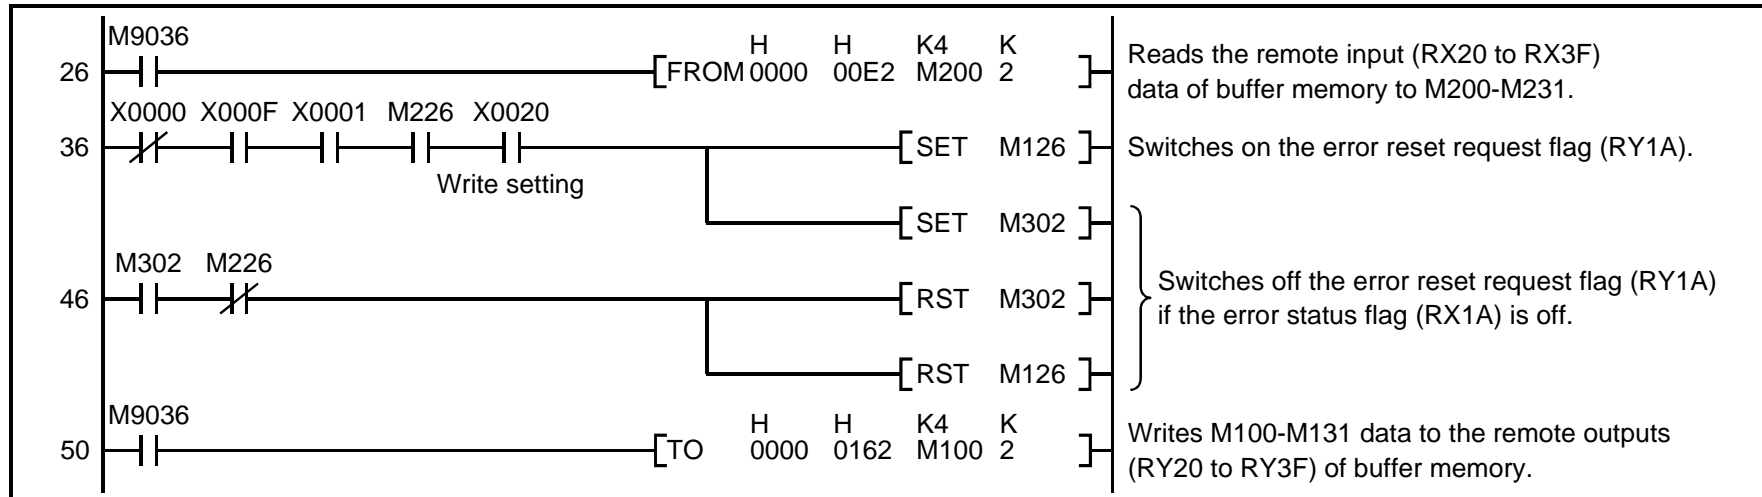 M9036
H H K4 K
26 FROM 0000 00E2 M200 2
Reads the remote input (RX20 to RX3F)
data of buffer memory to M200-M231.
X0000 X000F X0001 M226 X0020
36 SET M126 Switches on the error reset request flag (RY1A).
Write setting
SET M302
M302 M226
46 RST M302
Switches off the error reset request flag (RY1A)
if the error status flag (RX1A) is off.
RST M126
M9036
H H K4 K
50 TO 0000 0162 M100 2
Writes M100-M131 data to the remote outputs
(RY20 to RY3F) of buffer memory.